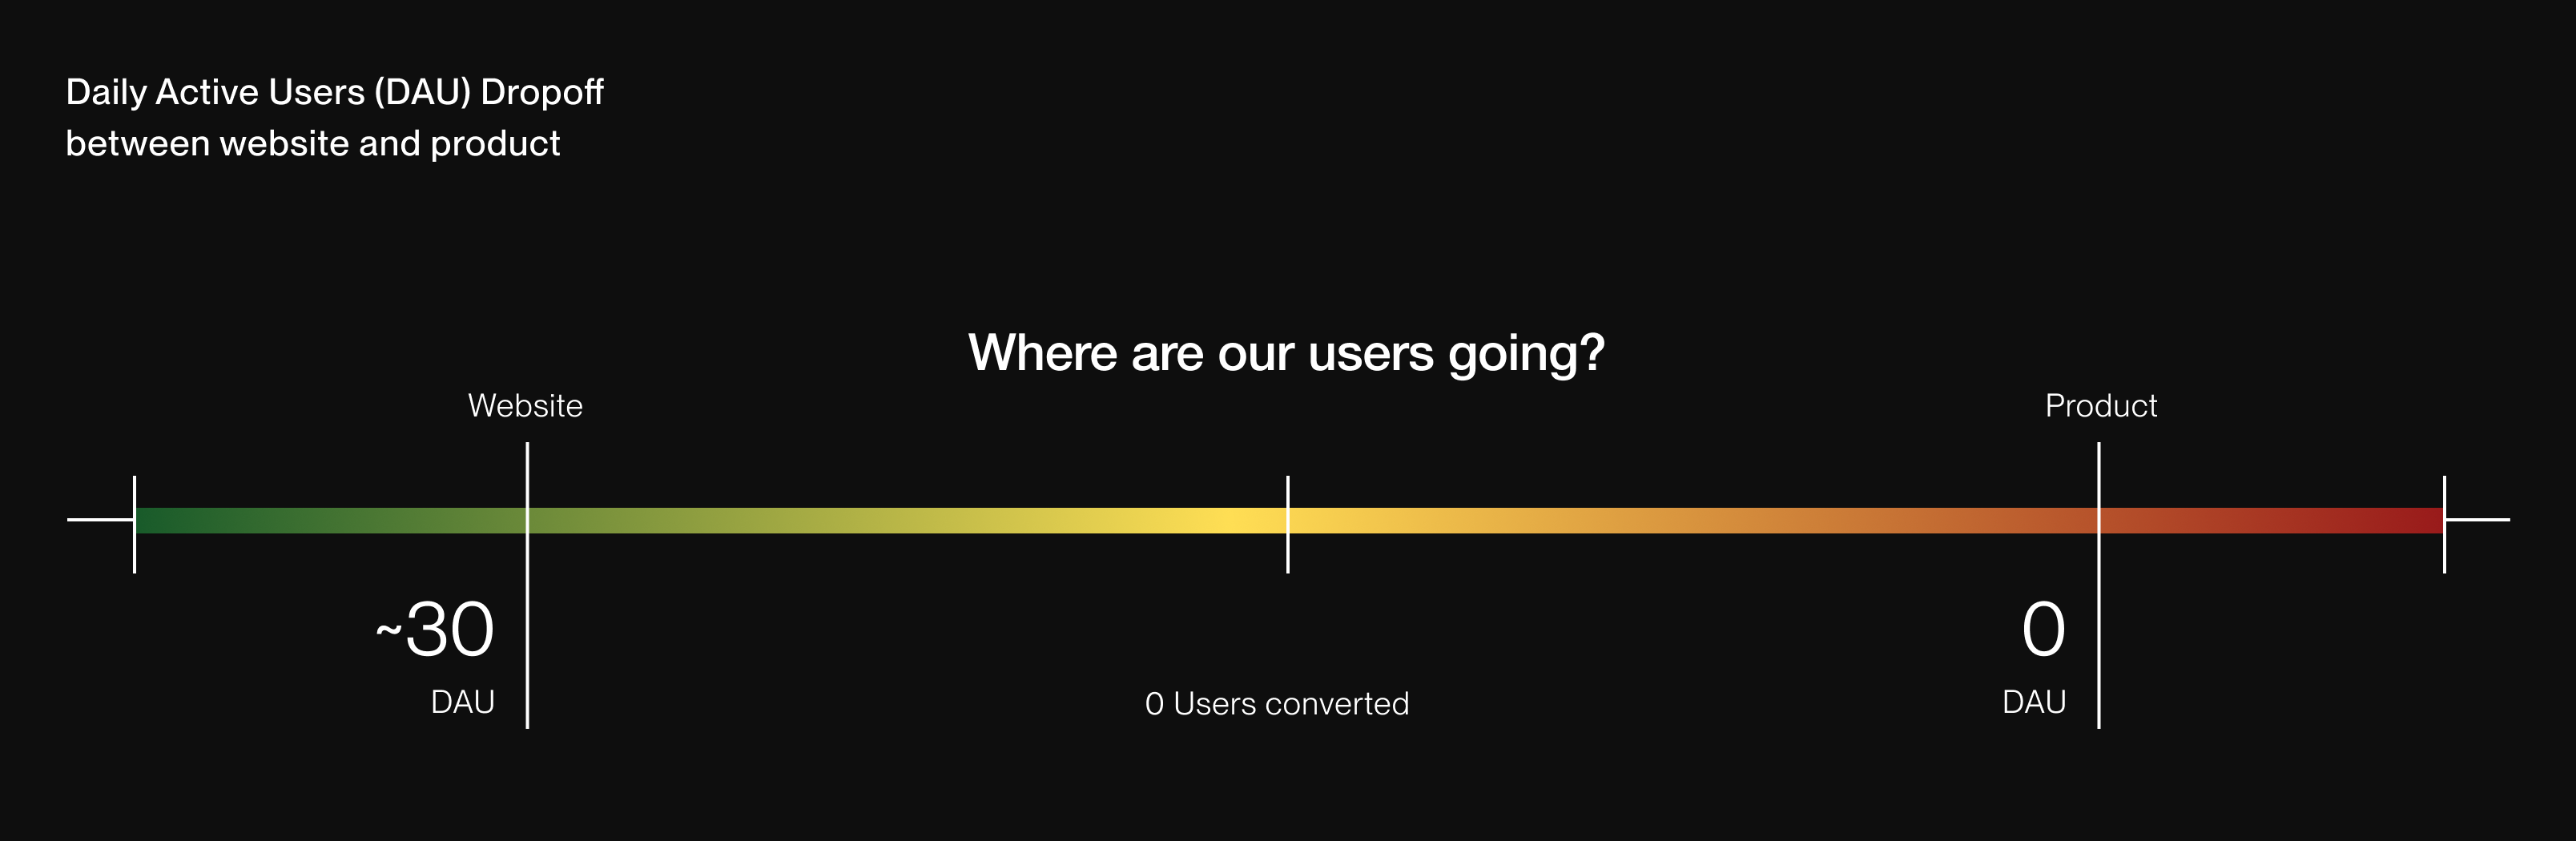 Daily Active Users (DAU) Dropoff
between website and product
Where are our users going?
Website
Product
~30
0
DAU
0 Users converted
DAU